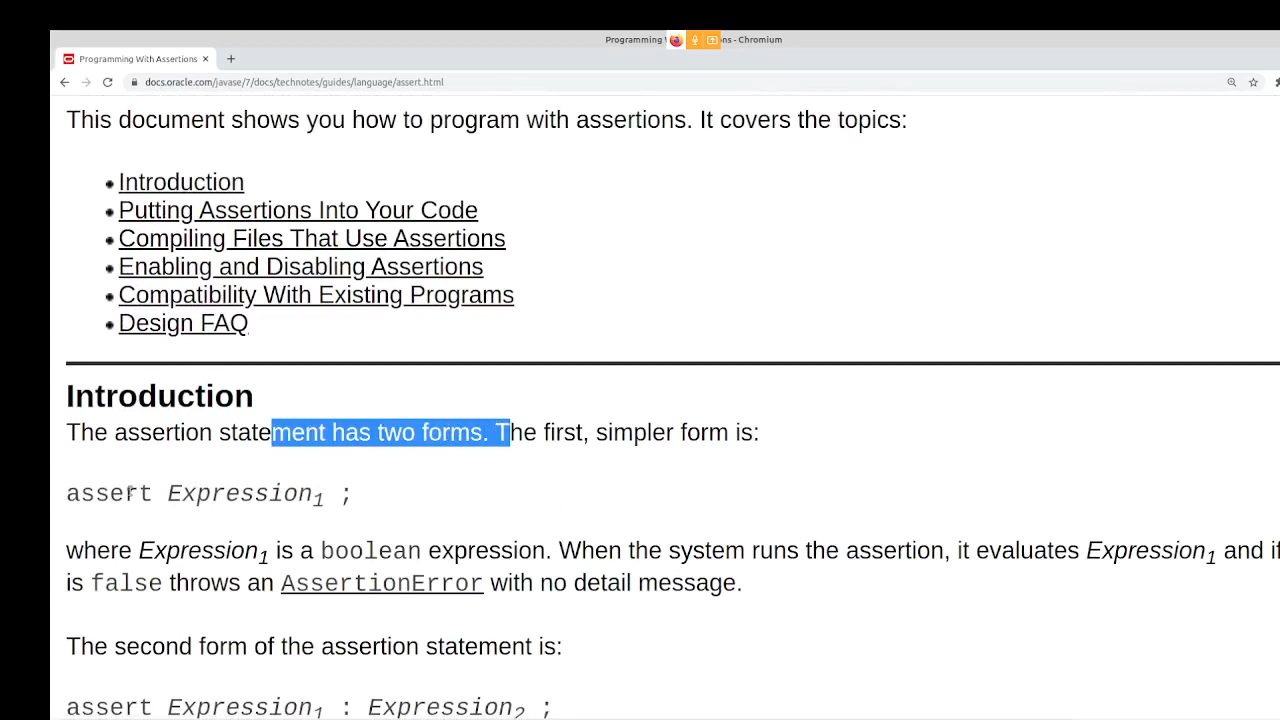 Programming ns - Chromium
Programming With Assertions
docs.oracle.com/javase/7/docs/technotes/guides/language/assert.html
This document shows you how to program with assertions. It covers the topics:
Introduction
Putting Assertions Into Your Code
Compiling Files That Use Assertions
Enabling and Disabling Assertions
Compatibility With Existing Programs
Design FAQ
Introduction
The assertion statement has two forms. The first, simpler form is:
assert Expression1 ;
where Expression1 is a boolean expression. When the system runs the assertion, it evaluates Expression1 and if
is false throws an AssertionError with no detail message.
The second form of the assertion statement is:
assert Expression1 : Expression2 ;